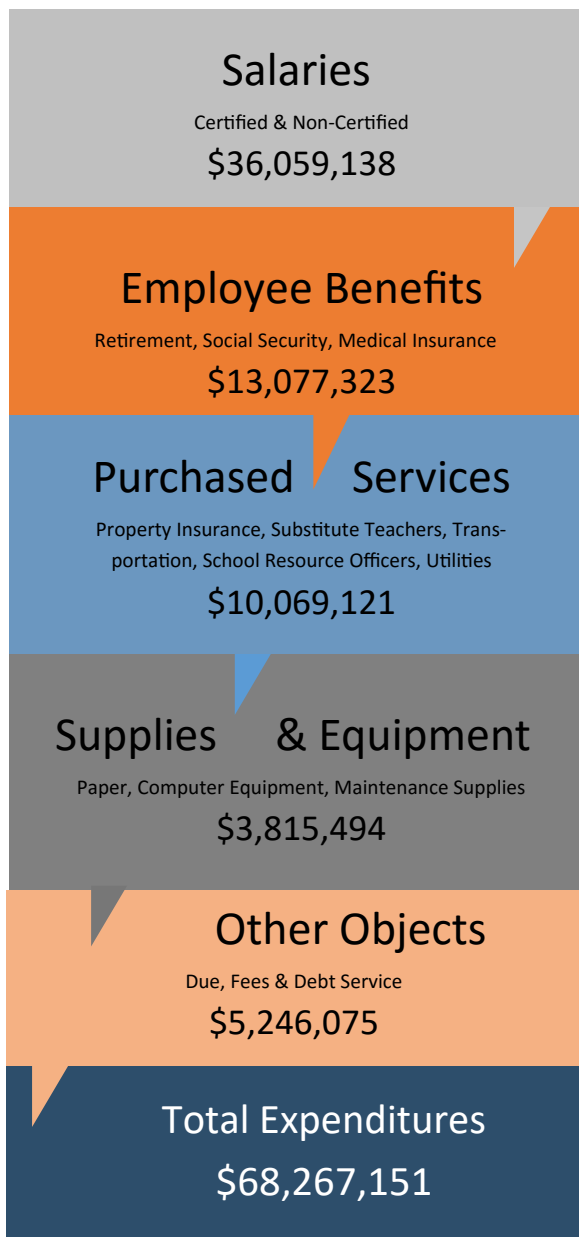 Salaries
Certified & Non-Certified
$36,059,138
Employee Benefits
Retirement, Social Security, Medical Insurance
$13,077,323
Purchased Services
Property Insurance, Substitute Teachers, Trans-
portation, School Resource Officers, Utilities
$10,069,121
Supplies & Equipment
Paper, Computer Equipment, Maintenance Supplies
$3,815,494
Other Objects
Due, Fees & Debt Service
$5,246,075
Total Expenditures
$68,267,151